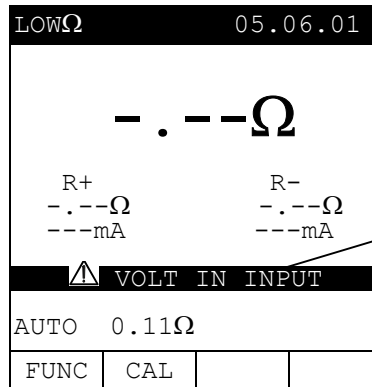 LOWΩ 05.06.01
-.--Ω
R+ R-
-.--Ω -.--Ω
---mA ---mA
⚠ VOLT IN INPUT
AUTO 0.11Ω
FUNC CAL